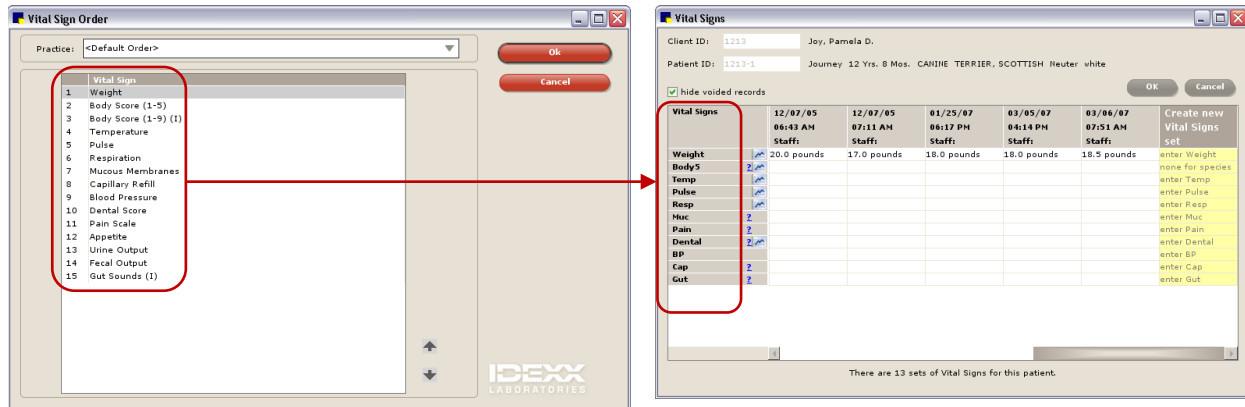 Vital Sign Order
Practice: <Default Order>
Ok
Cancel
Vital Sign
1 Weight
2 Body Score (1-5)
3 Body Score (1-9) (I)
4 Temperature
5 Pulse
6 Respiration
7 Mucous Membranes
8 Capillary Refill
9 Blood Pressure
10 Dental Score
11 Pain Scale
12 Appetite
13 Urine Output
14 Fecal Output
15 Gut Sounds (I)
IDEXX
LABORATORIES
Vital Signs
Client ID: 1213 Joy, Pamela D.
Patient ID: 1213-1 Journey 12 Yrs. 8 Mos. CANINE TERRIER, SCOTTISH Neuter white
hide voided records
OK Cancel
Vital Signs 12/07/05 12/07/05 01/25/07 03/05/07 03/06/07 Create new
06:43 AM 07:11 AM 06:17 PM 04:14 PM 07:51 AM Vital Signs
Staff: Staff: Staff: Staff: Staff: set
Weight 20.0 pounds 17.0 pounds 18.0 pounds 18.0 pounds 18.5 pounds enter Weight
Body5 ? none for species
Temp enter Temp
Pulse enter Pulse
Resp enter Resp
Muc ? enter Muc
Pain ? enter Pain
Dental ? enter Dental
BP enter BP
Cap ? enter Cap
Gut ? enter Gut
There are 13 sets of Vital Signs for this patient.